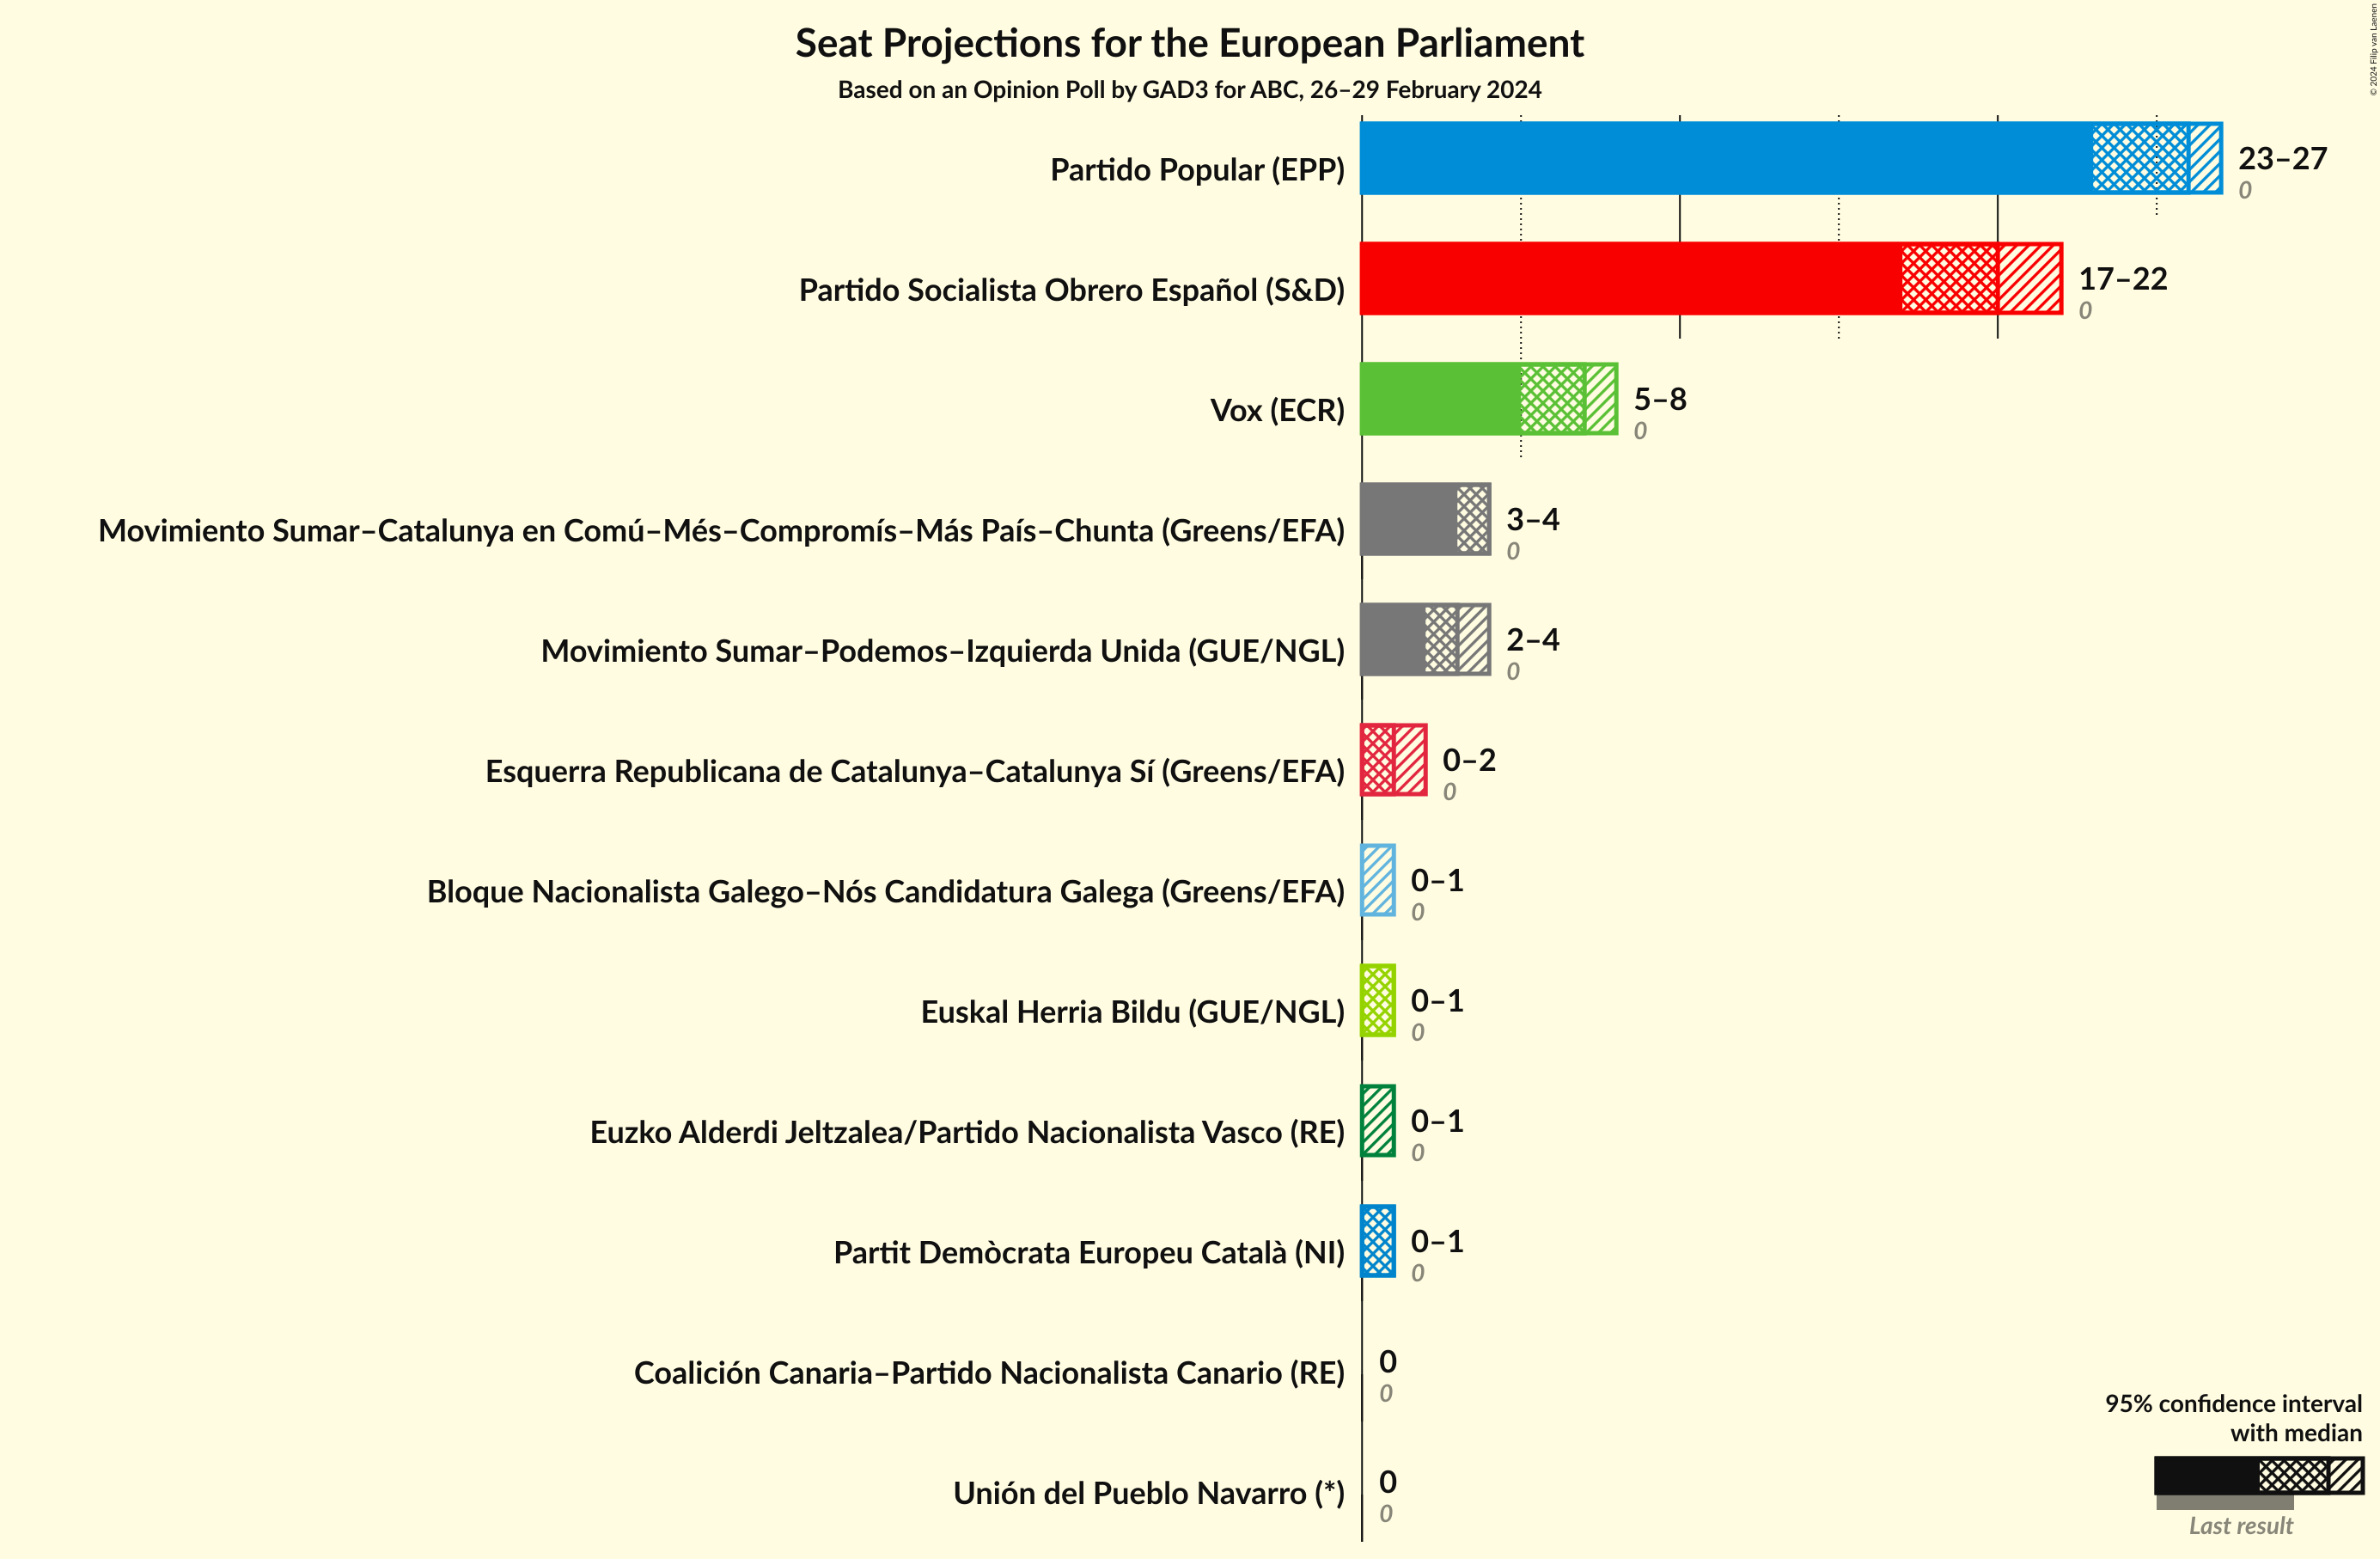 Seat Projections for the European Parliament
Based on an Opinion Poll by GAD3 for ABC, 26–29 February 2024
© 2024 Filip van Laenen
Partido Popular (EPP)
23–27
0
Partido Socialista Obrero Español (S&D)
17–22
0
Vox (ECR)
5–8
0
Movimiento Sumar–Catalunya en Comú–Més–Compromís–Más País–Chunta (Greens/EFA)
3–4
0
Movimiento Sumar–Podemos–Izquierda Unida (GUE/NGL)
2–4
0
Esquerra Republicana de Catalunya–Catalunya Sí (Greens/EFA)
0–2
0
Bloque Nacionalista Galego–Nós Candidatura Galega (Greens/EFA)
0–1
0
Euskal Herria Bildu (GUE/NGL)
0–1
0
Euzko Alderdi Jeltzalea/Partido Nacionalista Vasco (RE)
0–1
0
Partit Demòcrata Europeu Català (NI)
0–1
0
Coalición Canaria–Partido Nacionalista Canario (RE)
0
0
Unión del Pueblo Navarro (*)
0
0
95% confidence interval
with median
Last result